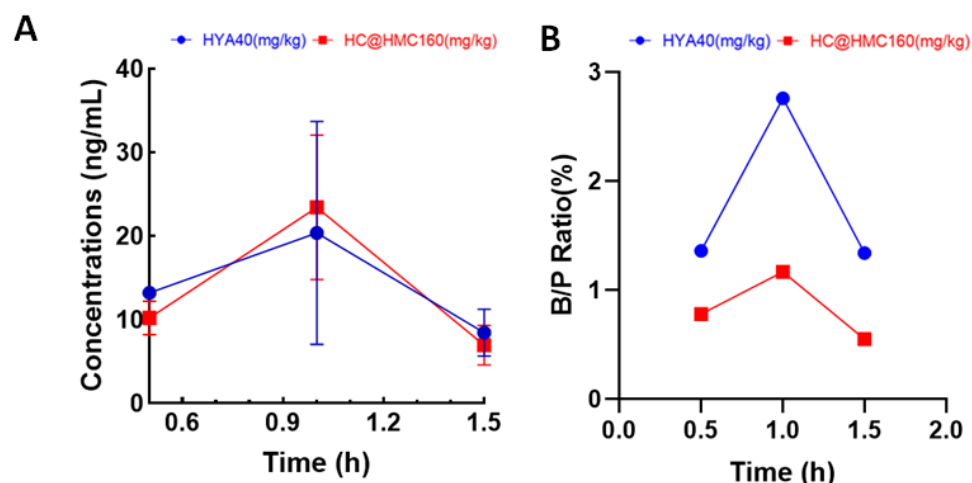 A
HYA40(mg/kg) HC@HMC160(mg/kg)
Concentrations (ng/mL)
40
30
20
10
0
0.6 0.9 1.2 1.5
Time (h)
B
HYA40(mg/kg) HC@HMC160(mg/kg)
B/P Ratio(%)
3
2
1
0
0.0 0.5 1.0 1.5 2.0
Time (h)